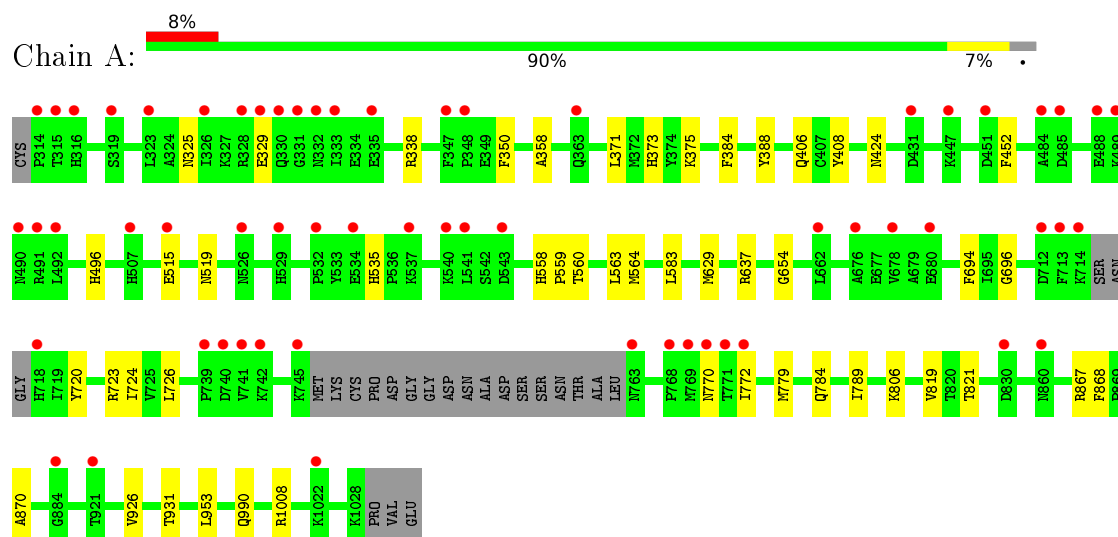 8%
Chain A:
90% 7% •
CYS P314 T315 H316 S319 L323 A324 N325 I326 K327 R328 E329 Q330 G331 N332 I333 E334 E335 R338 F347 P348 E349 F350 A358 Q363 L371 M372 H373 Y374 K375 F384 Y388 Q406 C407 Y408 N424 D431 K447 D451 F452 A484 D485 E488
N490 R491 L492 H496 H507 E515 N519 N526 H529 P532 Y533 E534 H535 P536 K537 K540 L541 S542 D543 H558 P559 T560 L563 M564 L583 M629 R637 G654 L662 A676 E677 V678 A679 E680 F694 I695 G696 D712 F713 K714 SER ASN
GLY H718 I719 Y720 R723 I724 V725 L726 P739 D740 V741 K742 K745 MET LYS CYS PRO ASP GLY GLY ASP ASN ALA ASP SER SER ASN THR ALA LEU N763 P768 M769 N770 T771 I772 M779 Q784 I789 K806 V819 T820 T821 D830 N860 R867 F868
A870 G884 T921 V926 T931 L953 Q990 R1008 K1022 K1028 PRO VAL GLU